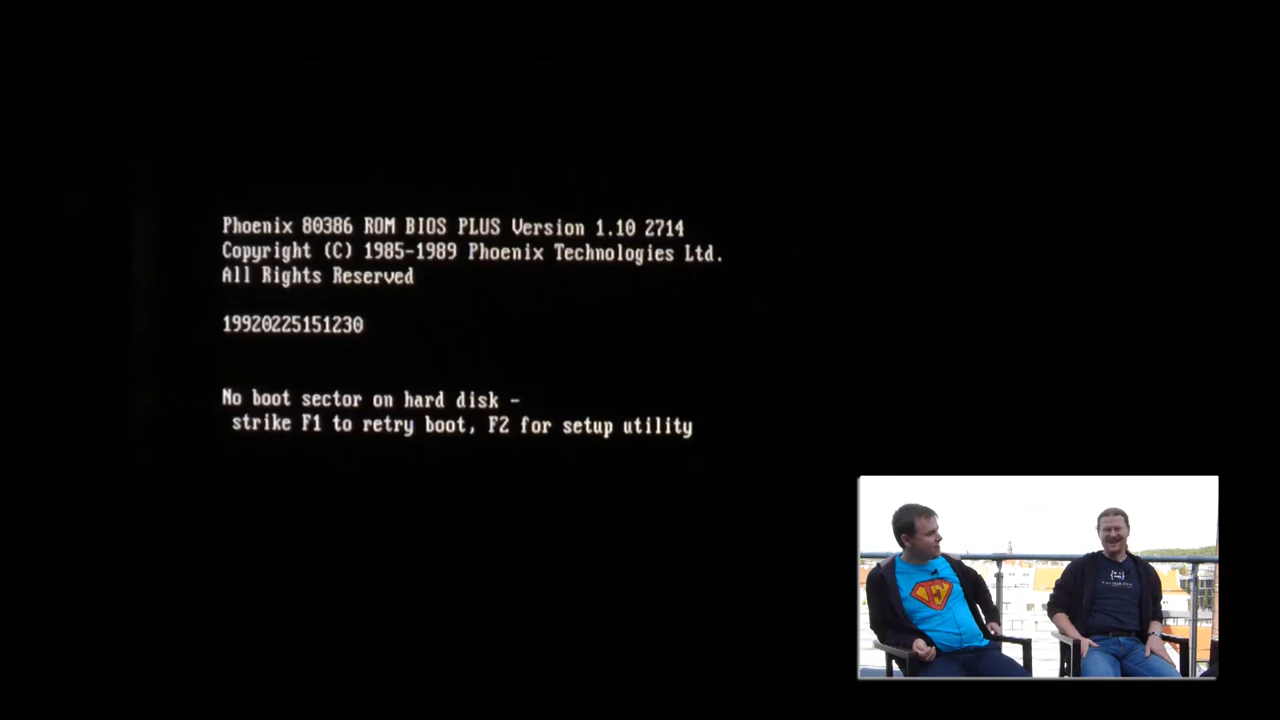 Phoenix 80386 ROM BIOS PLUS Version 1.10 2714
Copyright (C) 1985-1989 Phoenix Technologies Ltd.
All Rights Reserved
19920225151230
No boot sector on hard disk -
strike F1 to retry boot, F2 for setup utility